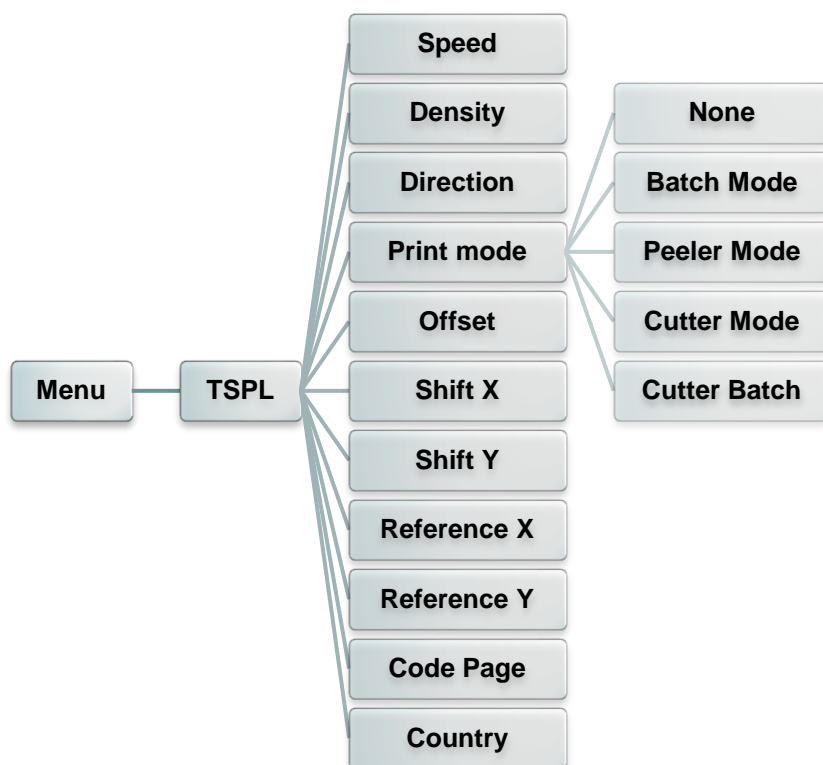 Menu
TSPL
Speed
Density
Direction
Print mode
Offset
Shift X
Shift Y
Reference X
Reference Y
Code Page
Country
None
Batch Mode
Peeler Mode
Cutter Mode
Cutter Batch